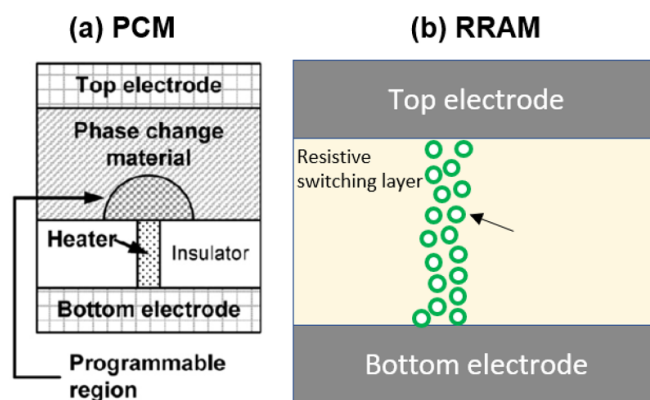 (a) PCM
Top electrode
Phase change
material
Heater
Insulator
Bottom electrode
Programmable
region
(b) RRAM
Top electrode
Resistive
switching layer
Bottom electrode